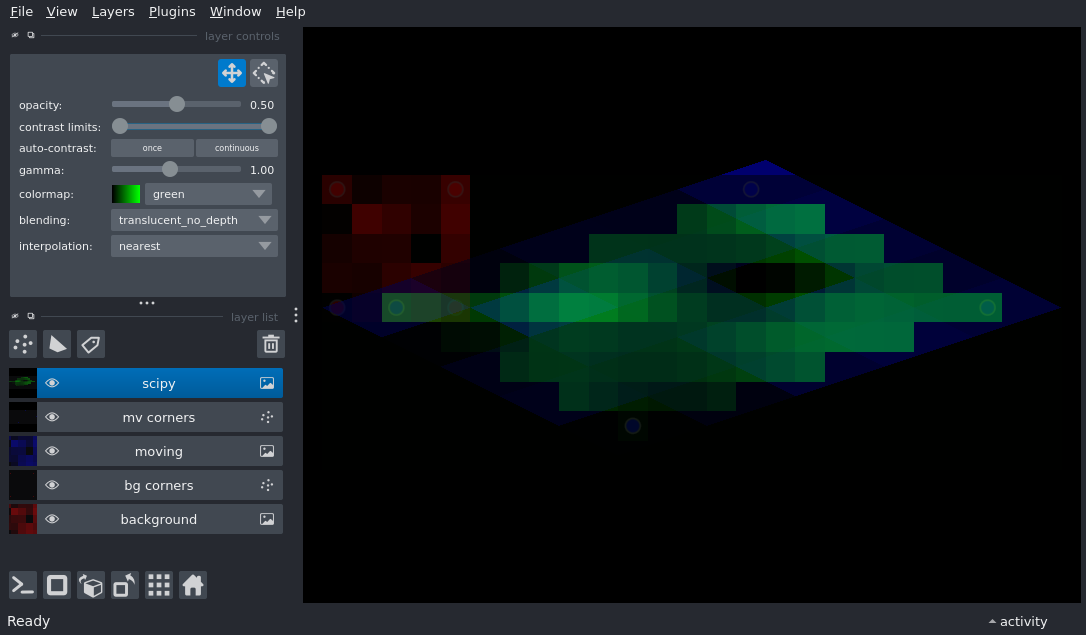 File View Layers Plugins Window Help
layer controls
opacity: 0.50
contrast limits:
auto-contrast: once continuous
gamma: 1.00
colormap: green
blending: translucent_no_depth
interpolation: nearest
layer list
scipy
mv corners
moving
bg corners
background
Ready
activity